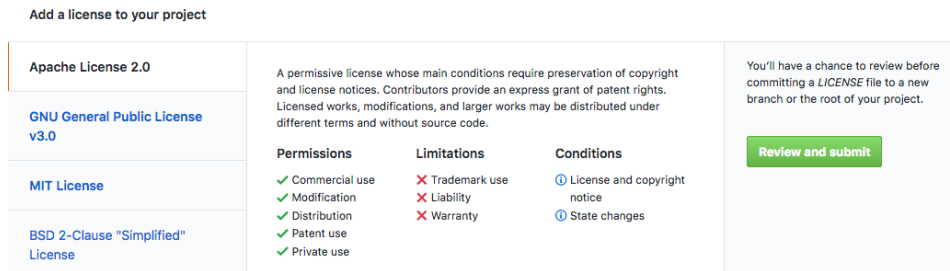 Add a license to your project
Apache License 2.0
GNU General Public License
v3.0
MIT License
BSD 2-Clause "Simplified"
License
A permissive license whose main conditions require preservation of copyright
and license notices. Contributors provide an express grant of patent rights.
Licensed works, modifications, and larger works may be distributed under
different terms and without source code.
Permissions
Commercial use
Modification
Distribution
Patent use
Private use
Limitations
Trademark use
Liability
Warranty
Conditions
License and copyright
notice
State changes
You'll have a chance to review before
committing a LICENSE file to a new
branch or the root of your project.
Review and submit